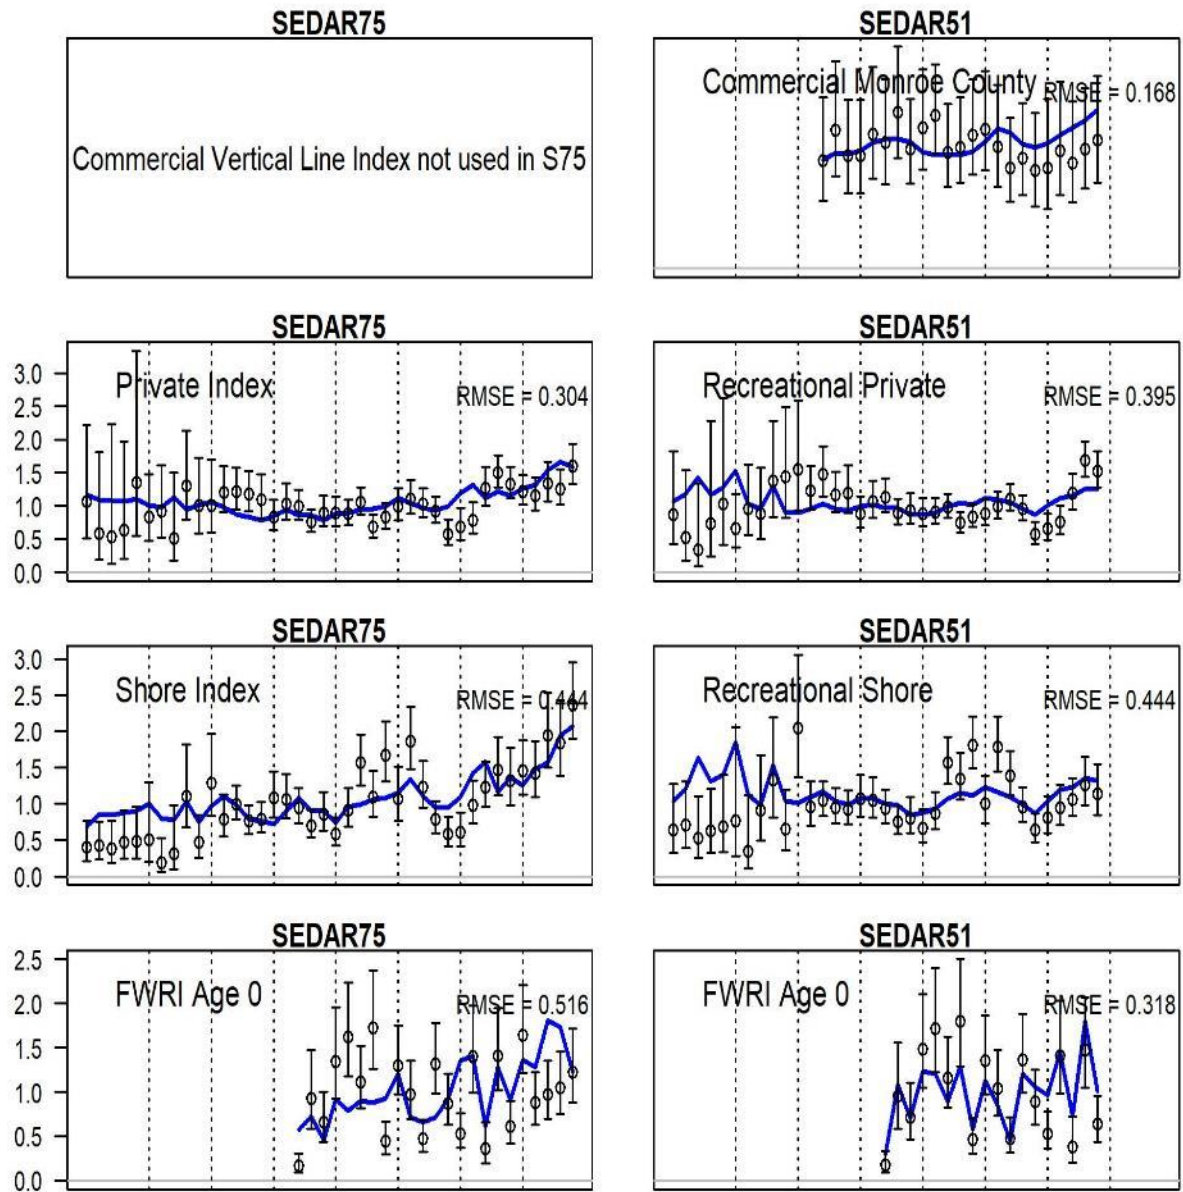 SEDAR75
SEDAR51
Commercial Vertical Line Index not used in S75
Commercial Monroe County
RMSE = 0.168
SEDAR75
SEDAR51
3.0
2.5
2.0
1.5
1.0
0.5
0.0
Private Index
RMSE = 0.304
Recreational Private
RMSE = 0.395
SEDAR75
SEDAR51
3.0
2.5
2.0
1.5
1.0
0.5
0.0
Shore Index
RMSE = 0.444
Recreational Shore
RMSE = 0.444
SEDAR75
SEDAR51
2.5
2.0
1.5
1.0
0.5
0.0
FWRI Age 0
RMSE = 0.516
FWRI Age 0
RMSE = 0.318